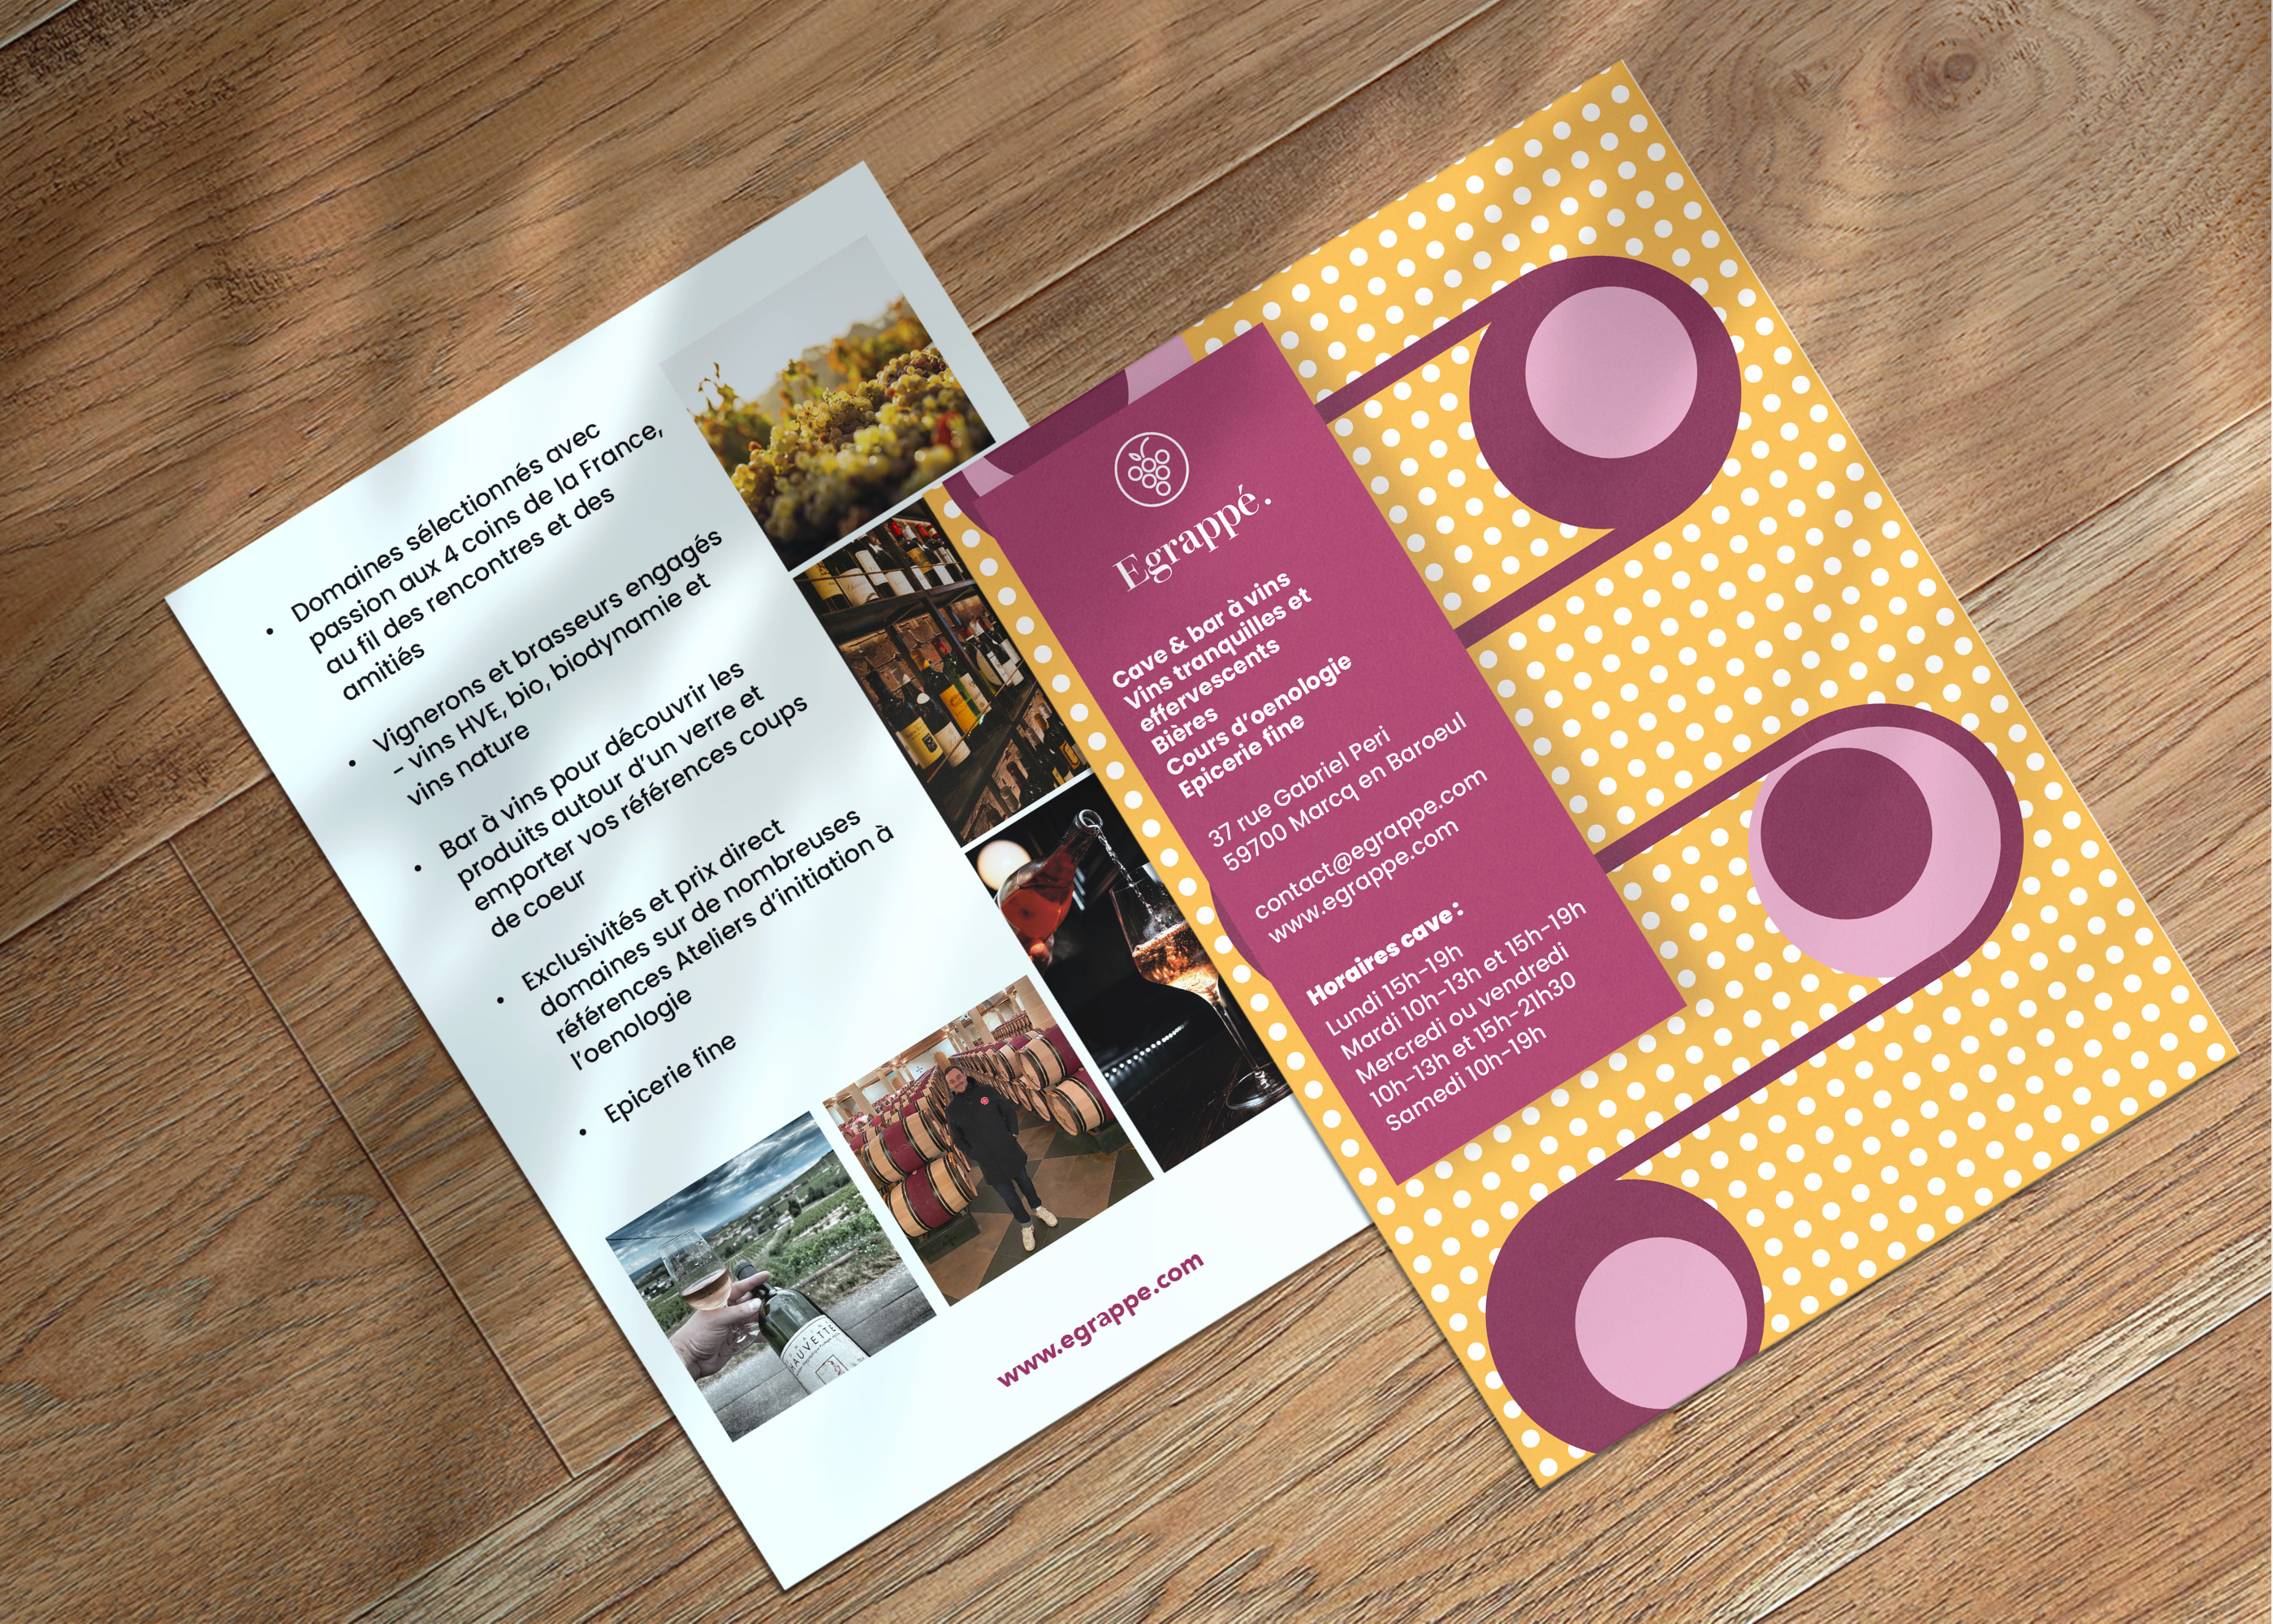 Domaines sélectionnés avec
passion aux 4 coins de la France,
au fil des rencontres et des
amitiés
Vignerons et brasseurs engagés
- vins HVE, bio, biodynamie et
vins nature
Bar à vins pour découvrir les
produits autour d'un verre et
emporter vos références coups
de coeur
Exclusivités et prix direct
domaines sur de nombreuses
références Ateliers d'initiation à
l'oenologie
Epicerie fine
www.egrappe.com
Egrappé.
Cave & bar à vins
Vins tranquilles et
effervescents
Bières
Cours d'oenologie
Epicerie fine
37 rue Gabriel Peri
59700 Marcq en Baroeul
contact@egrappe.com
www.egrappe.com
Horaires cave :
Lundi 15h-19h
Mardi 10h-13h et 15h-19h
Mercredi ou vendredi
10h-13h et 15h-21h30
Samedi 10h-19h